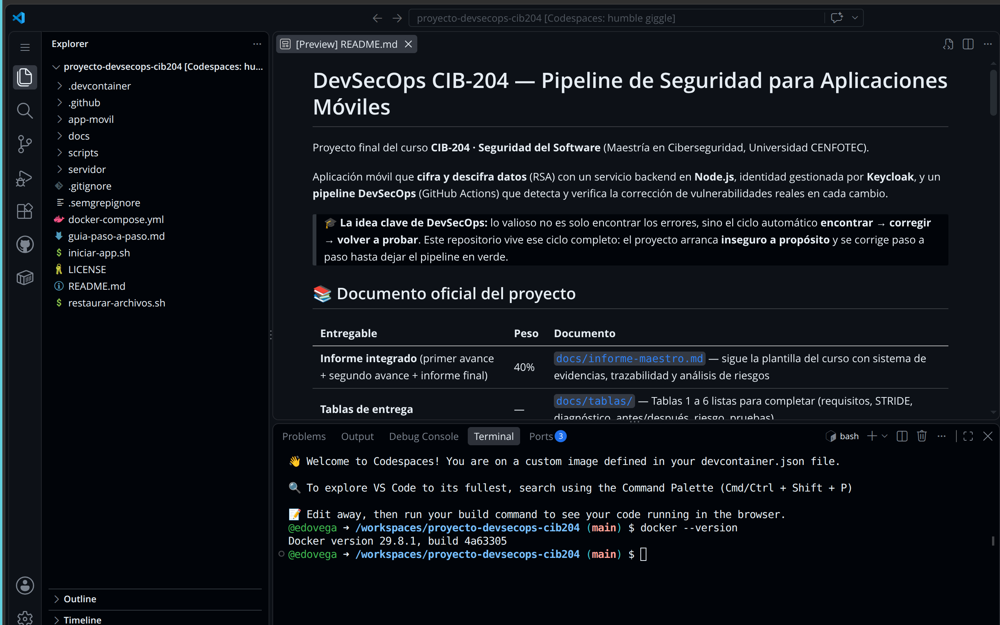 proyecto-devsecops-cib204 [Codespaces: humble giggle]
Explorer
proyecto-devsecops-cib204 [Codespaces: hu...
.devcontainer
.github
app-movil
docs
scripts
servidor
.gitignore
.semgrepignore
docker-compose.yml
guia-paso-a-paso.md
iniciar-app.sh
LICENSE
README.md
restaurar-archivos.sh
Outline
Timeline
[Preview] README.md
DevSecOps CIB-204 — Pipeline de Seguridad para Aplicaciones
Móviles
Proyecto final del curso CIB-204 · Seguridad del Software (Maestría en Ciberseguridad, Universidad CENFOTEC).
Aplicación móvil que cifra y descifra datos (RSA) con un servicio backend en Node.js, identidad gestionada por Keycloak, y un
pipeline DevSecOps (GitHub Actions) que detecta y verifica la corrección de vulnerabilidades reales en cada cambio.
🎓 La idea clave de DevSecOps: lo valioso no es solo encontrar los errores, sino el ciclo automático encontrar → corregir
→ volver a probar. Este repositorio vive ese ciclo completo: el proyecto arranca inseguro a propósito y se corrige paso a
paso hasta dejar el pipeline en verde.
📚 Documento oficial del proyecto
Entregable Peso Documento
Informe integrado (primer avance
+ segundo avance + informe final)
40%
docs/informe-maestro.md — sigue la plantilla del curso con sistema de
evidencias, trazabilidad y análisis de riesgos
Tablas de entrega
—
docs/tablas/ — Tablas 1 a 6 listas para completar (requisitos, STRIDE,
diagnóstico, antes/después, riesgo, pruebas)
Problems Output Debug Console Terminal Ports 3
bash
👋 Welcome to Codespaces! You are on a custom image defined in your devcontainer.json file.
🔍 To explore VS Code to its fullest, search using the Command Palette (Cmd/Ctrl + Shift + P)
📝 Edit away, then run your build command to see your code running in the browser.
@edovega → /workspaces/proyecto-devsecops-cib204 (main) $ docker --version
Docker version 29.8.1, build 4a63305
@edovega → /workspaces/proyecto-devsecops-cib204 (main) $